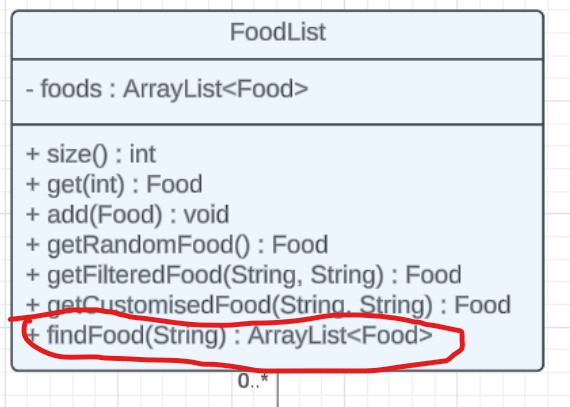 FoodList
- foods : ArrayList<Food>
+ size() : int
+ get(int) : Food
+ add(Food) : void
+ getRandomFood() : Food
+ getFilteredFood(String, String) : Food
+ getCustomisedFood(String, String) : Food
+ findFood(String) : ArrayList<Food>
0..*